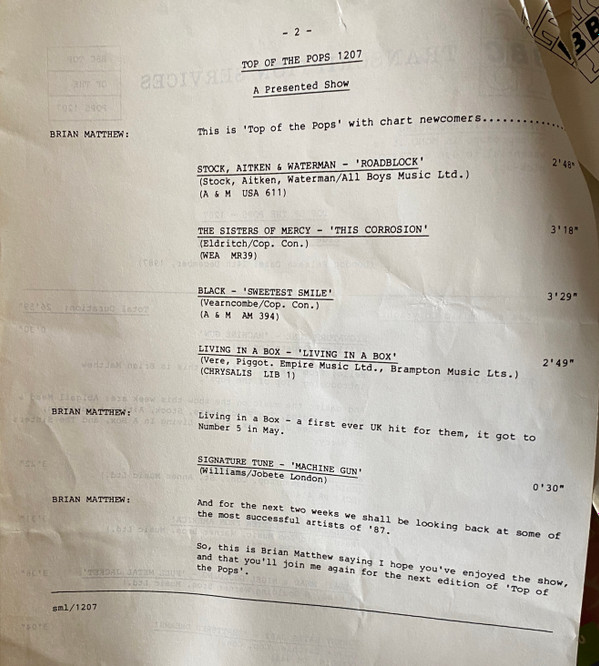 - 2 -
TOP OF THE POPS 1207
A Presented Show
BRIAN MATTHEW: This is 'Top of the Pops' with chart newcomers..............
STOCK, AITKEN & WATERMAN - 'ROADBLOCK' 2'48"
(Stock, Aitken, Waterman/All Boys Music Ltd.)
(A & M USA 611)
THE SISTERS OF MERCY - 'THIS CORROSION' 3'18"
(Eldritch/Cop. Con.)
(WEA MR39)
BLACK - 'SWEETEST SMILE' 3'29"
(Vearncombe/Cop. Con.)
(A & M AM 394)
LIVING IN A BOX - 'LIVING IN A BOX' 2'49"
(Vere, Piggot. Empire Music Ltd., Brampton Music Lts.)
(CHRYSALIS LIB 1)
BRIAN MATTHEW: Living in a Box - a first ever UK hit for them, it got to
Number 5 in May.
SIGNATURE TUNE - 'MACHINE GUN'
(Williams/Jobete London) 0'30"
BRIAN MATTHEW: And for the next two weeks we shall be looking back at some of
the most successful artists of '87.
So, this is Brian Matthew saying I hope you've enjoyed the show,
and that you'll join me again for the next edition of 'Top of
the Pops'.
sml/1207